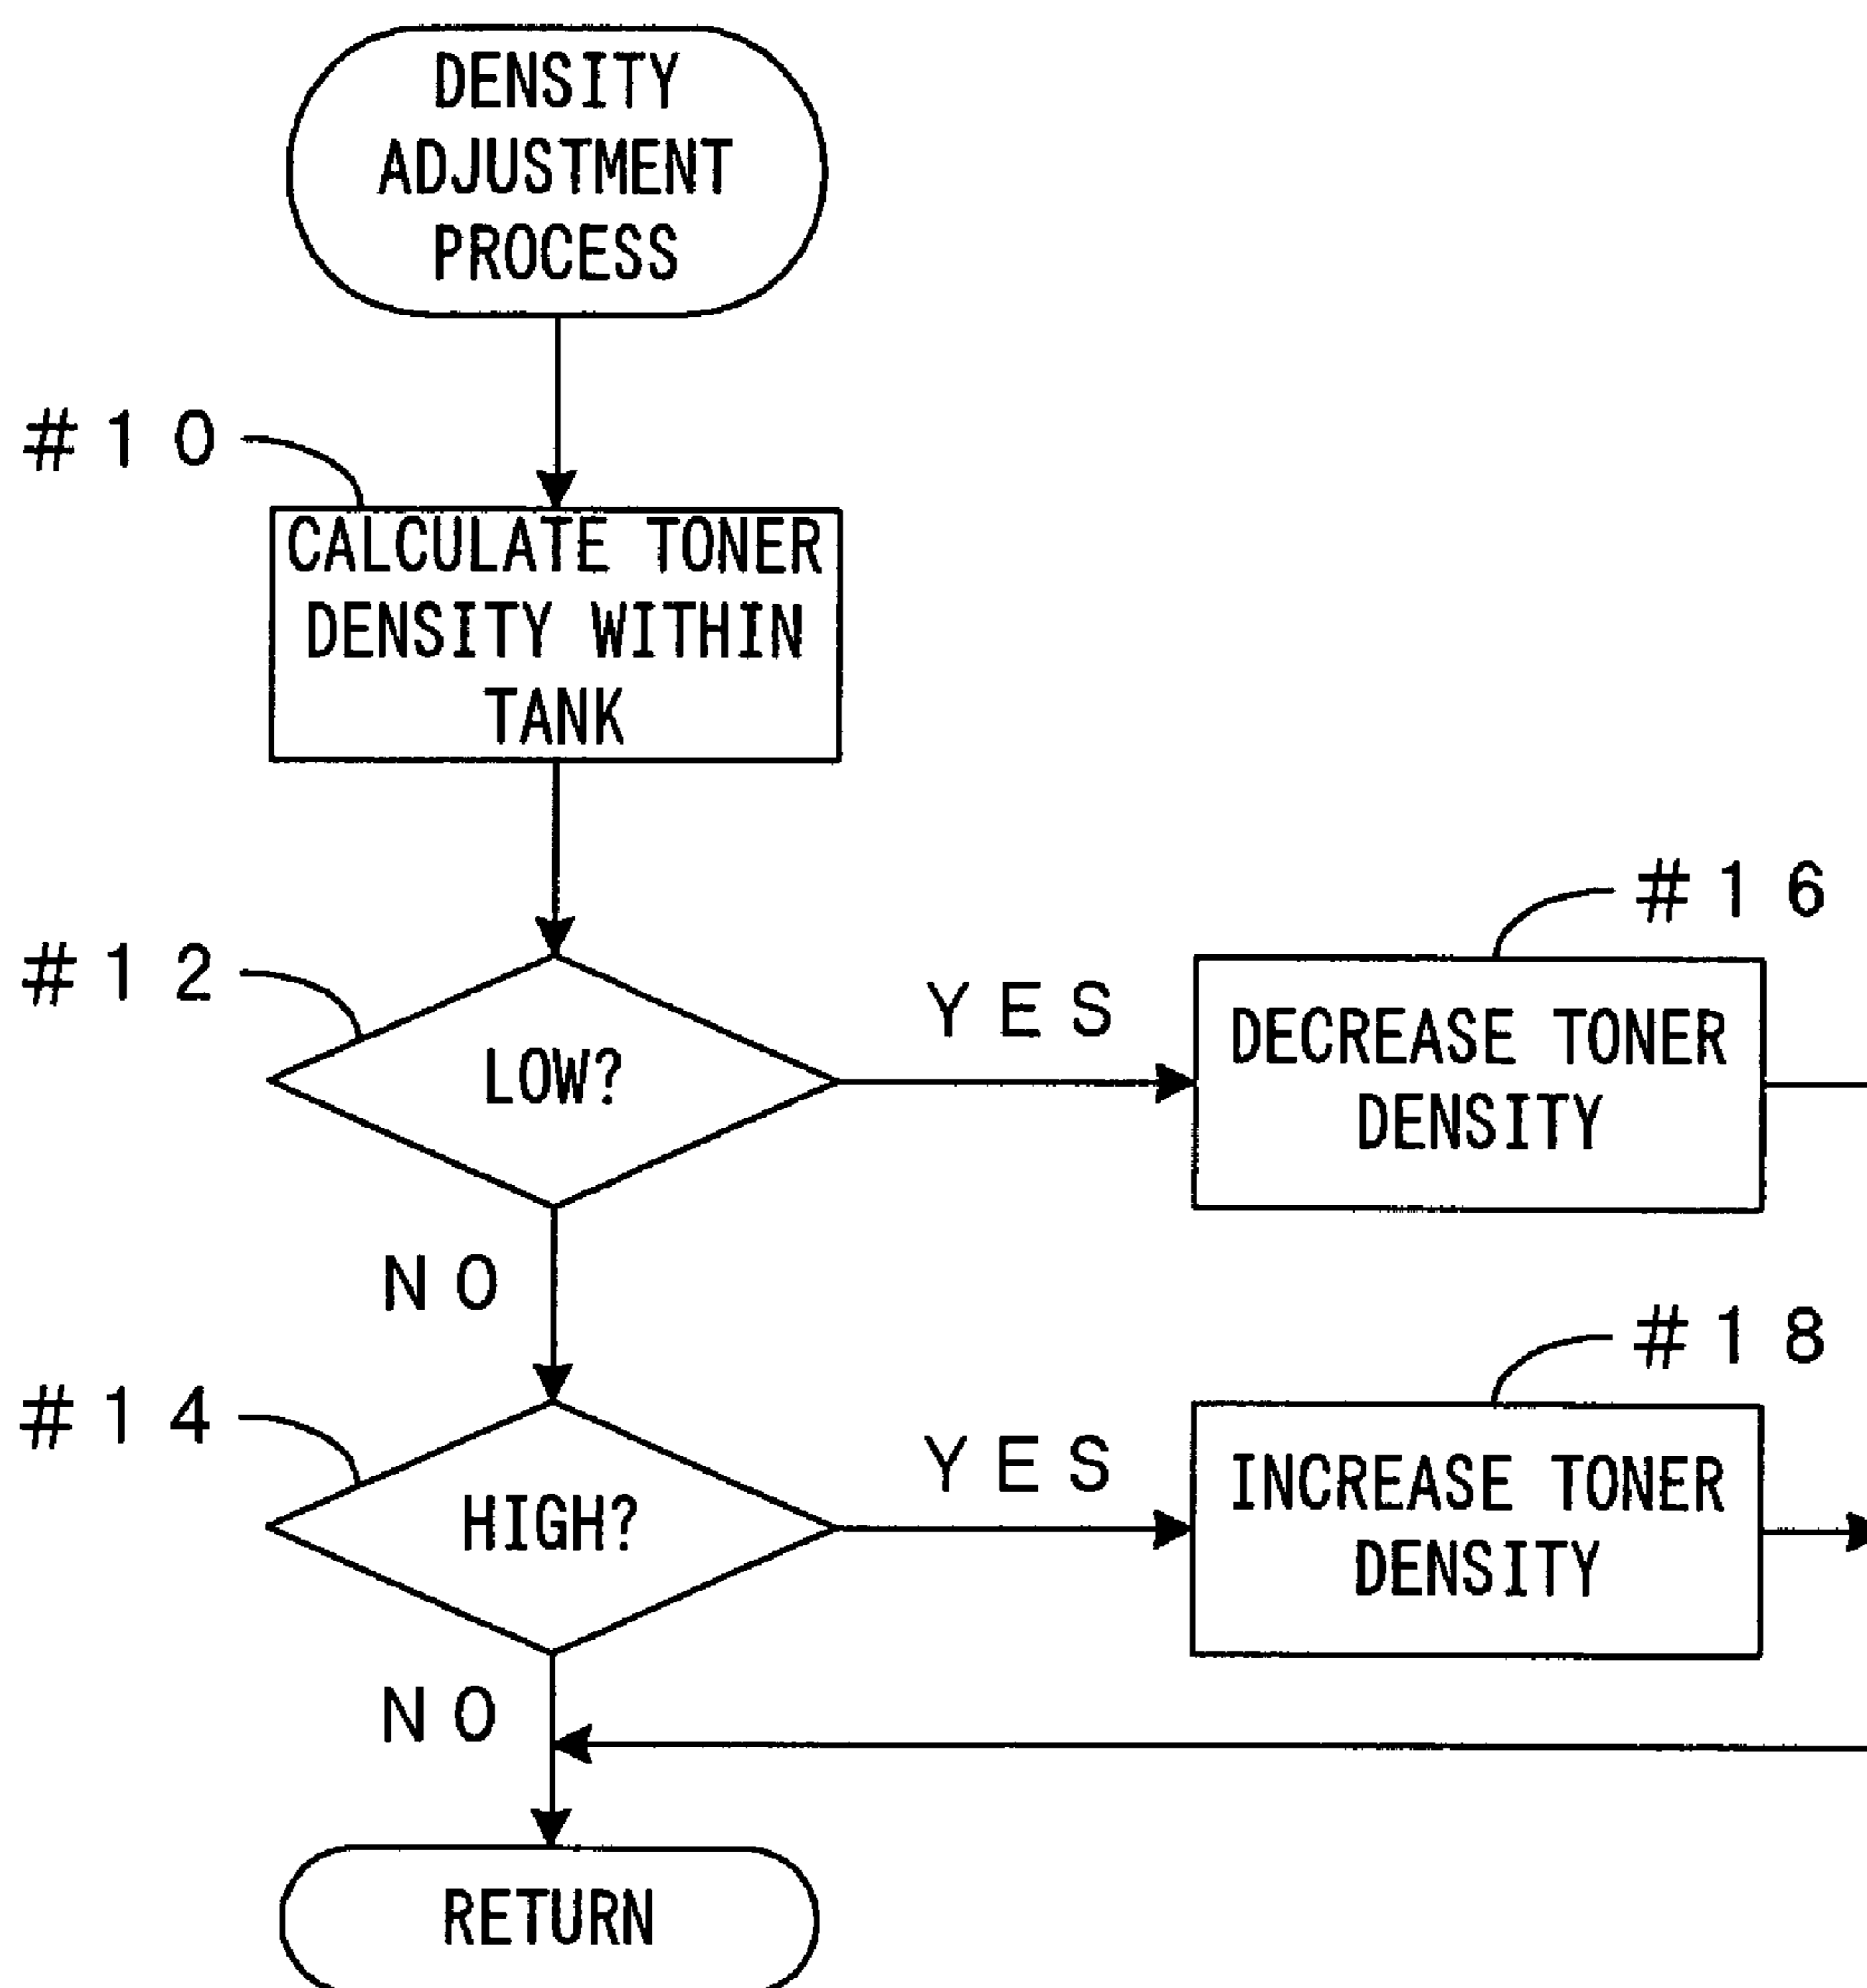 DENSITY
ADJUSTMENT
PROCESS
#10
CALCULATE TONER
DENSITY WITHIN
TANK
#12
LOW?
YES
#16
DECREASE TONER
DENSITY
NO
#14
HIGH?
YES
#18
INCREASE TONER
DENSITY
NO
RETURN